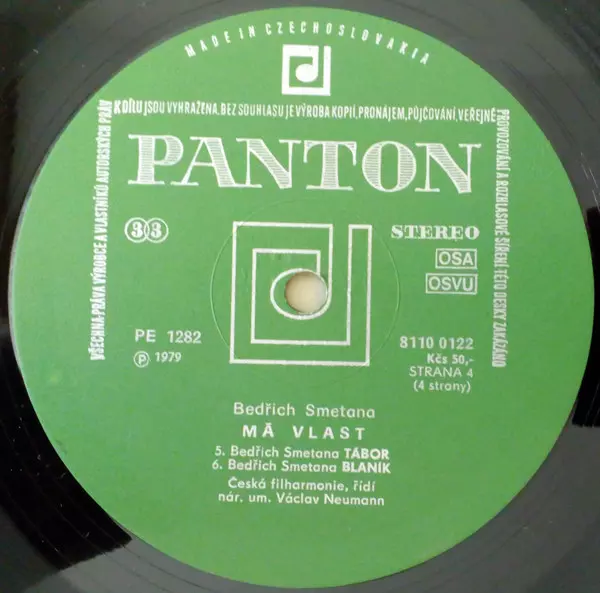 MADE IN CZECHOSLOVAKIA
VŠECHNA PRÁVA VÝROBCE A VLASTNÍKŮ AUTORSKÝCH PRÁV
K DÍLU JSOU VYHRAŽENA. BEZ SOUHLASU JE VÝROBA KOPIÍ, PRONÁJEM, PŮJČOVÁNÍ, VEŘEJNÉ
PROVOZOVÁNÍ A ROZHLASOVÉ ŠÍŘENÍ TÉTO DESKY ZAKÁZÁNO
PANTON
33
STEREO
OSA
OSVU
PE 1282
Ⓟ 1979
8110 0122
Kčs 50,-
STRANA 4
(4 strany)
Bedřich Smetana
MÁ VLAST
5. Bedřich Smetana TÁBOR
6. Bedřich Smetana BLANÍK
Česká filharmonie, řídí
nár. um. Václav Neumann